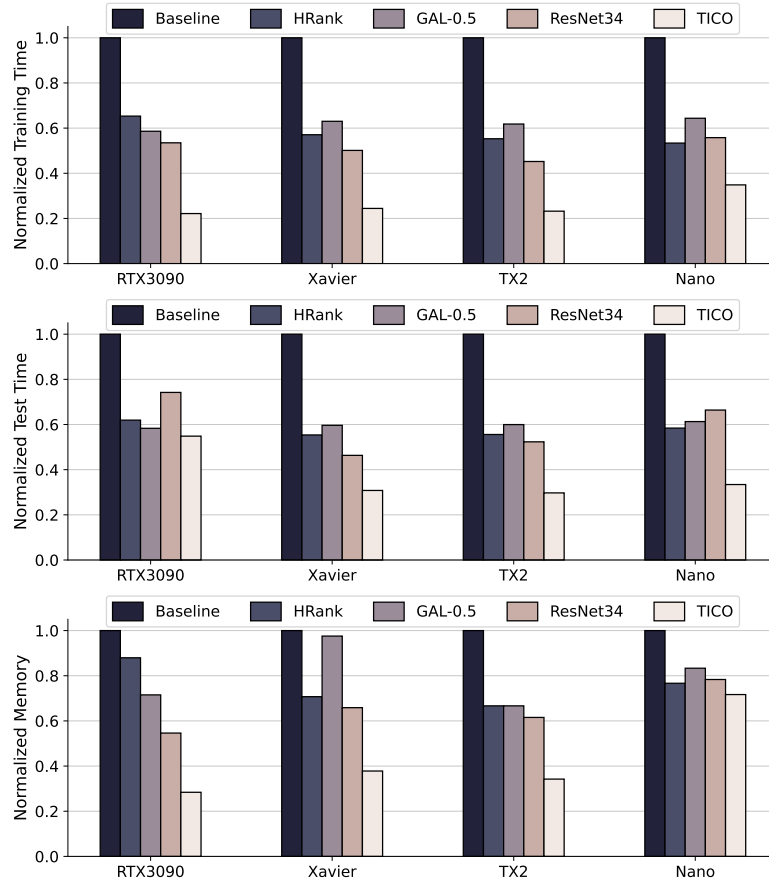 Baseline HRank GAL-0.5 ResNet34 TICO
Normalized Training Time
1.0
0.8
0.6
0.4
0.2
0.0
RTX3090 Xavier TX2 Nano
Baseline HRank GAL-0.5 ResNet34 TICO
Normalized Test Time
1.0
0.8
0.6
0.4
0.2
0.0
RTX3090 Xavier TX2 Nano
Baseline HRank GAL-0.5 ResNet34 TICO
Normalized Memory
1.0
0.8
0.6
0.4
0.2
0.0
RTX3090 Xavier TX2 Nano